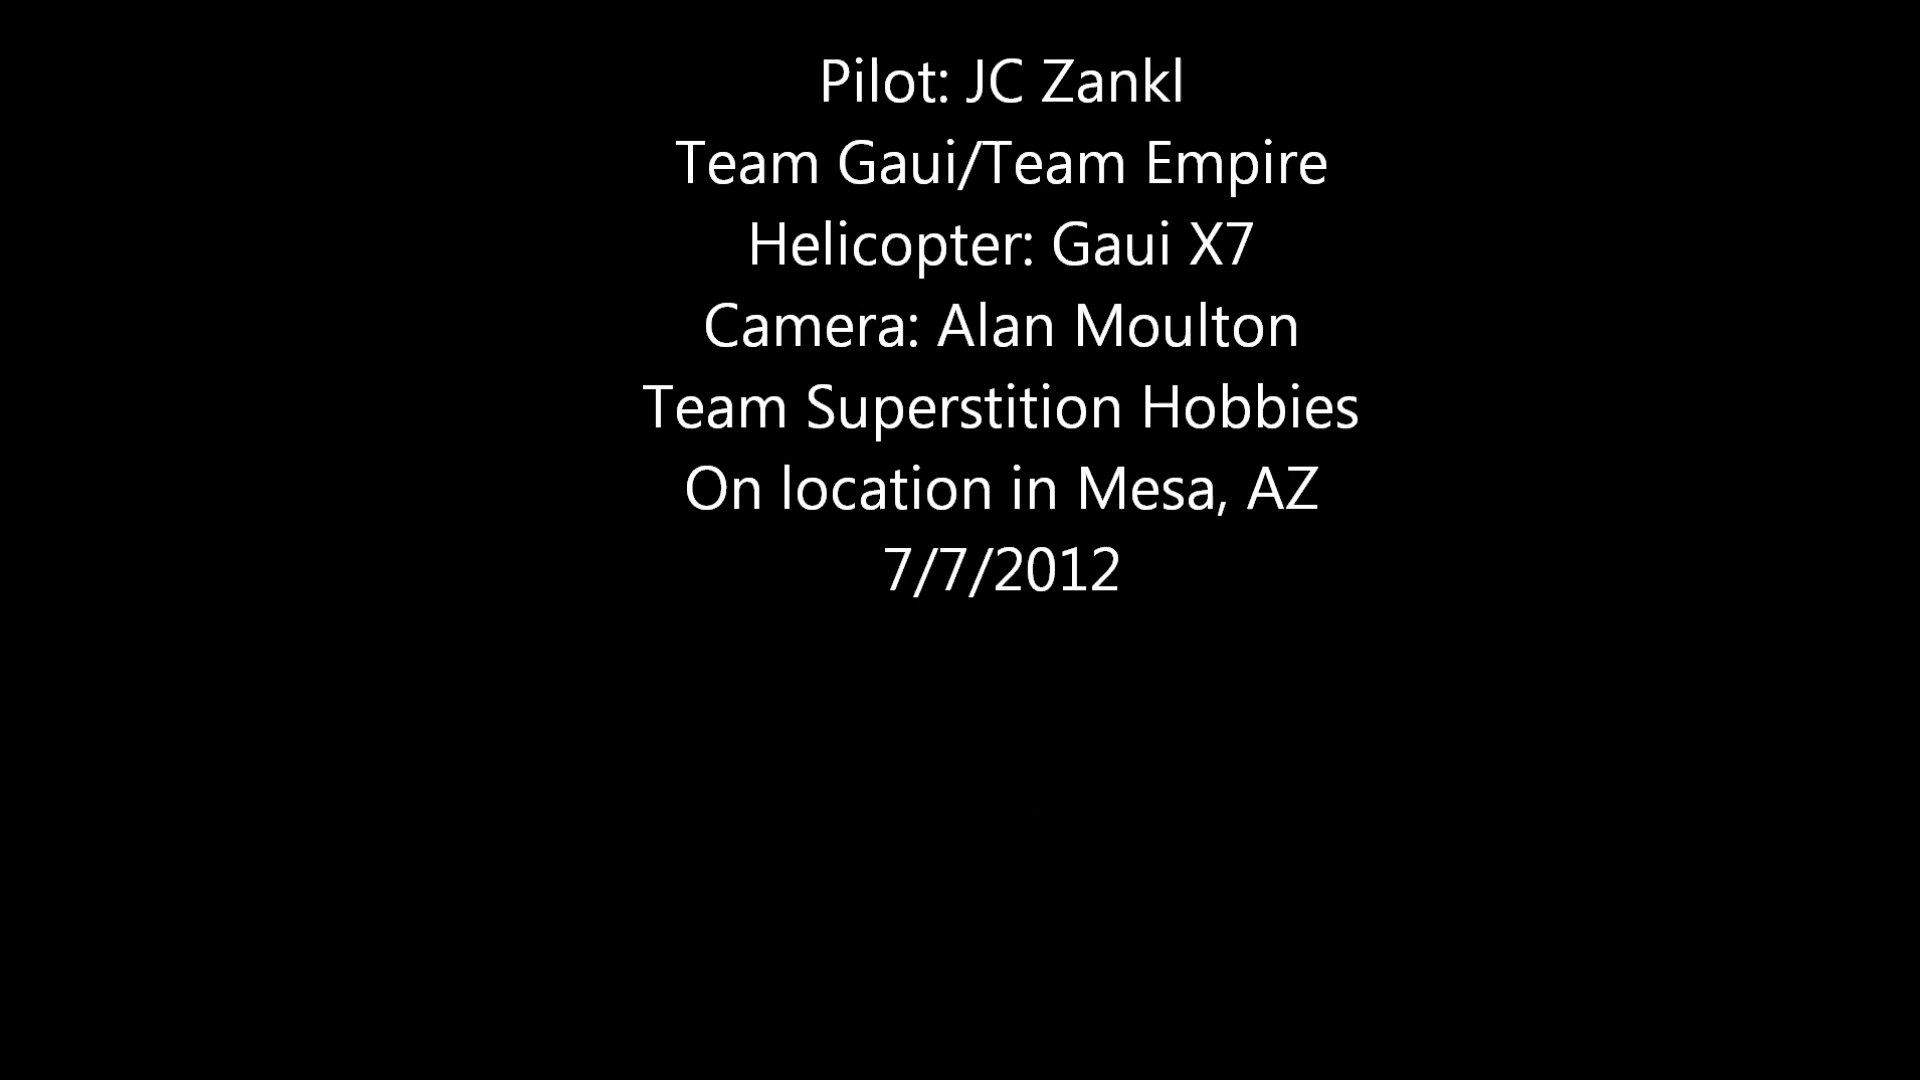 Pilot: JC Zankl
Team Gaui/Team Empire
Helicopter: Gaui X7
Camera: Alan Moulton
Team Superstition Hobbies
On location in Mesa, AZ
7/7/2012